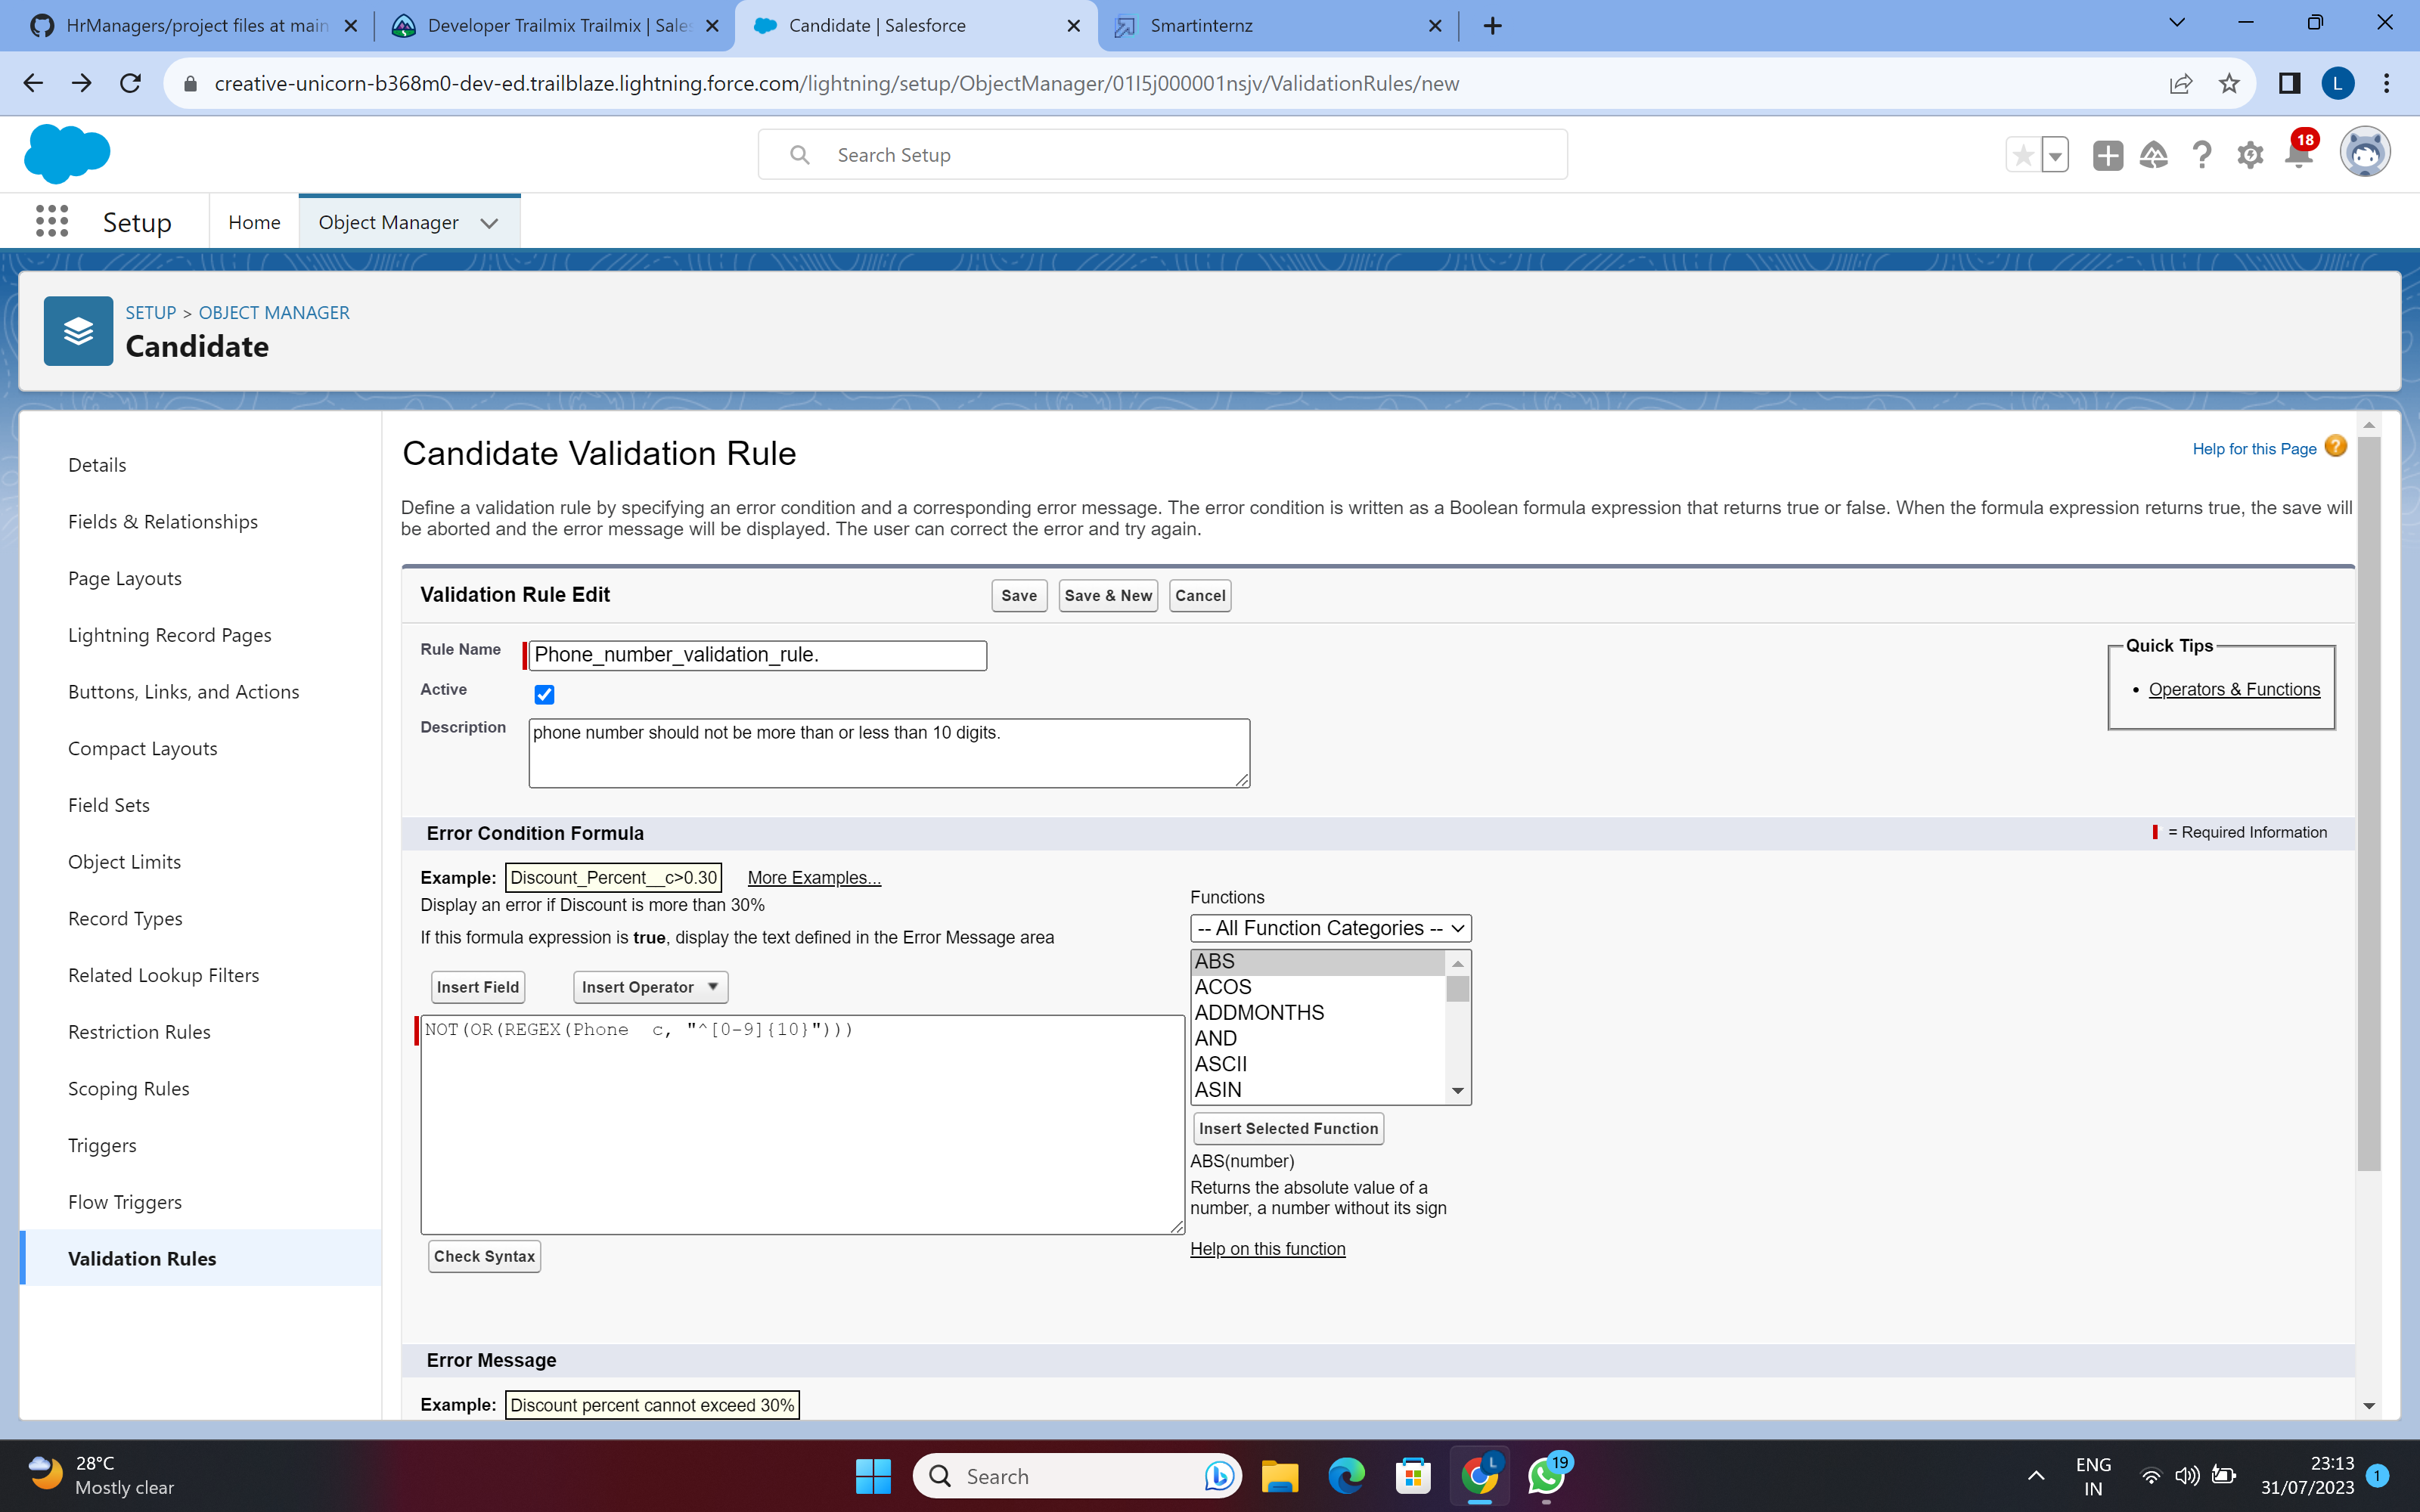 HrManagers/project files at main
Developer Trailmix Trailmix | Sales
Candidate | Salesforce
Smartinternz
creative-unicorn-b368m0-dev-ed.trailblaze.lightning.force.com/lightning/setup/ObjectManager/01I5j000001nsjv/ValidationRules/new
L
Search Setup
18
Setup
Home
Object Manager
SETUP > OBJECT MANAGER
Candidate
Details
Fields & Relationships
Page Layouts
Lightning Record Pages
Buttons, Links, and Actions
Compact Layouts
Field Sets
Object Limits
Record Types
Related Lookup Filters
Restriction Rules
Scoping Rules
Triggers
Flow Triggers
Validation Rules
Candidate Validation Rule
Help for this Page ?
Define a validation rule by specifying an error condition and a corresponding error message. The error condition is written as a Boolean formula expression that returns true or false. When the formula expression returns true, the save will
be aborted and the error message will be displayed. The user can correct the error and try again.
Validation Rule Edit
Save
Save & New
Cancel
Rule Name
Phone_number_validation_rule.
Active
Description
phone number should not be more than or less than 10 digits.
Quick Tips
• Operators & Functions
Error Condition Formula
= Required Information
Example: Discount_Percent__c>0.30 More Examples...
Display an error if Discount is more than 30%
If this formula expression is true, display the text defined in the Error Message area
Insert Field
Insert Operator
NOT(OR(REGEX(Phone__c, "^[0-9]{10}")))
Check Syntax
Functions
-- All Function Categories --
ABS
ACOS
ADDMONTHS
AND
ASCII
ASIN
Insert Selected Function
ABS(number)
Returns the absolute value of a
number, a number without its sign
Help on this function
Error Message
Example: Discount percent cannot exceed 30%
28°C
Mostly clear
Search
L
19
ENG
IN
23:13
31/07/2023
1